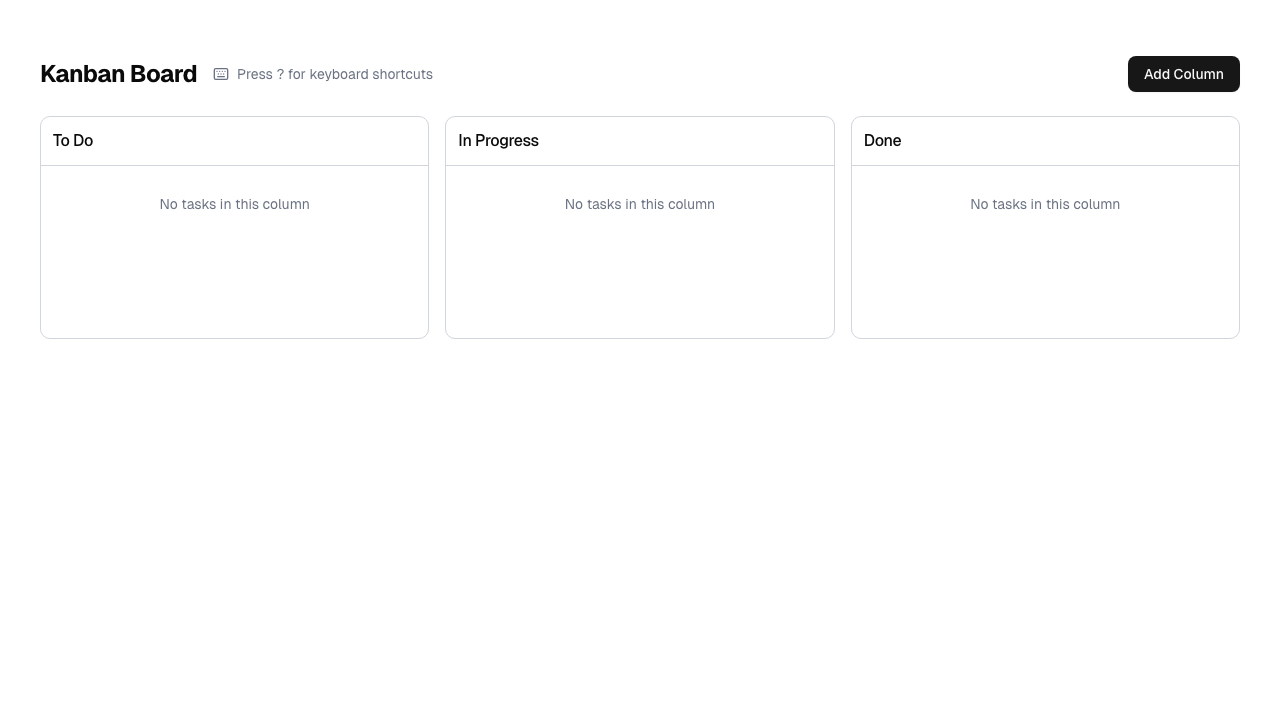 Kanban Board
Press ? for keyboard shortcuts
Add Column
To Do
In Progress
Done
No tasks in this column
No tasks in this column
No tasks in this column